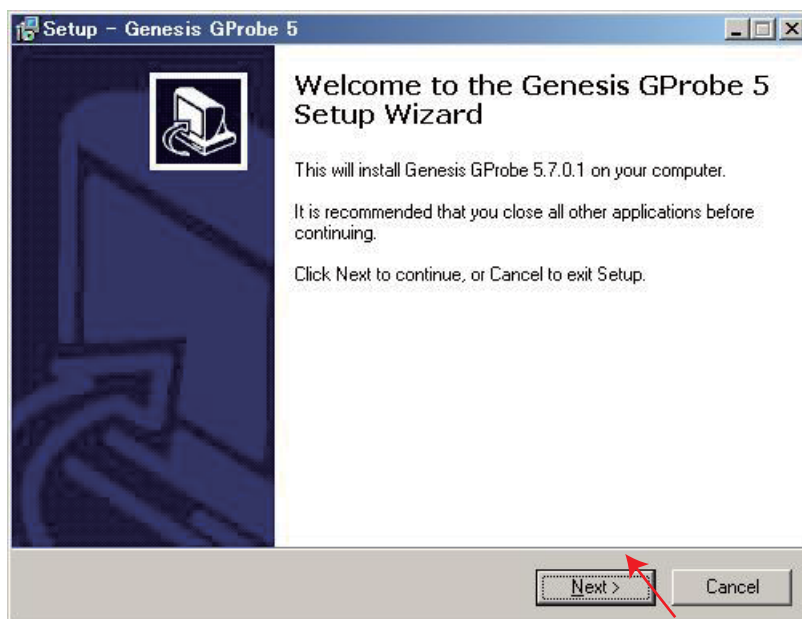 Setup - Genesis GProbe 5
Welcome to the Genesis GProbe 5
Setup Wizard
This will install Genesis GProbe 5.7.0.1 on your computer.
It is recommended that you close all other applications before
continuing.
Click Next to continue, or Cancel to exit Setup.
Next > Cancel